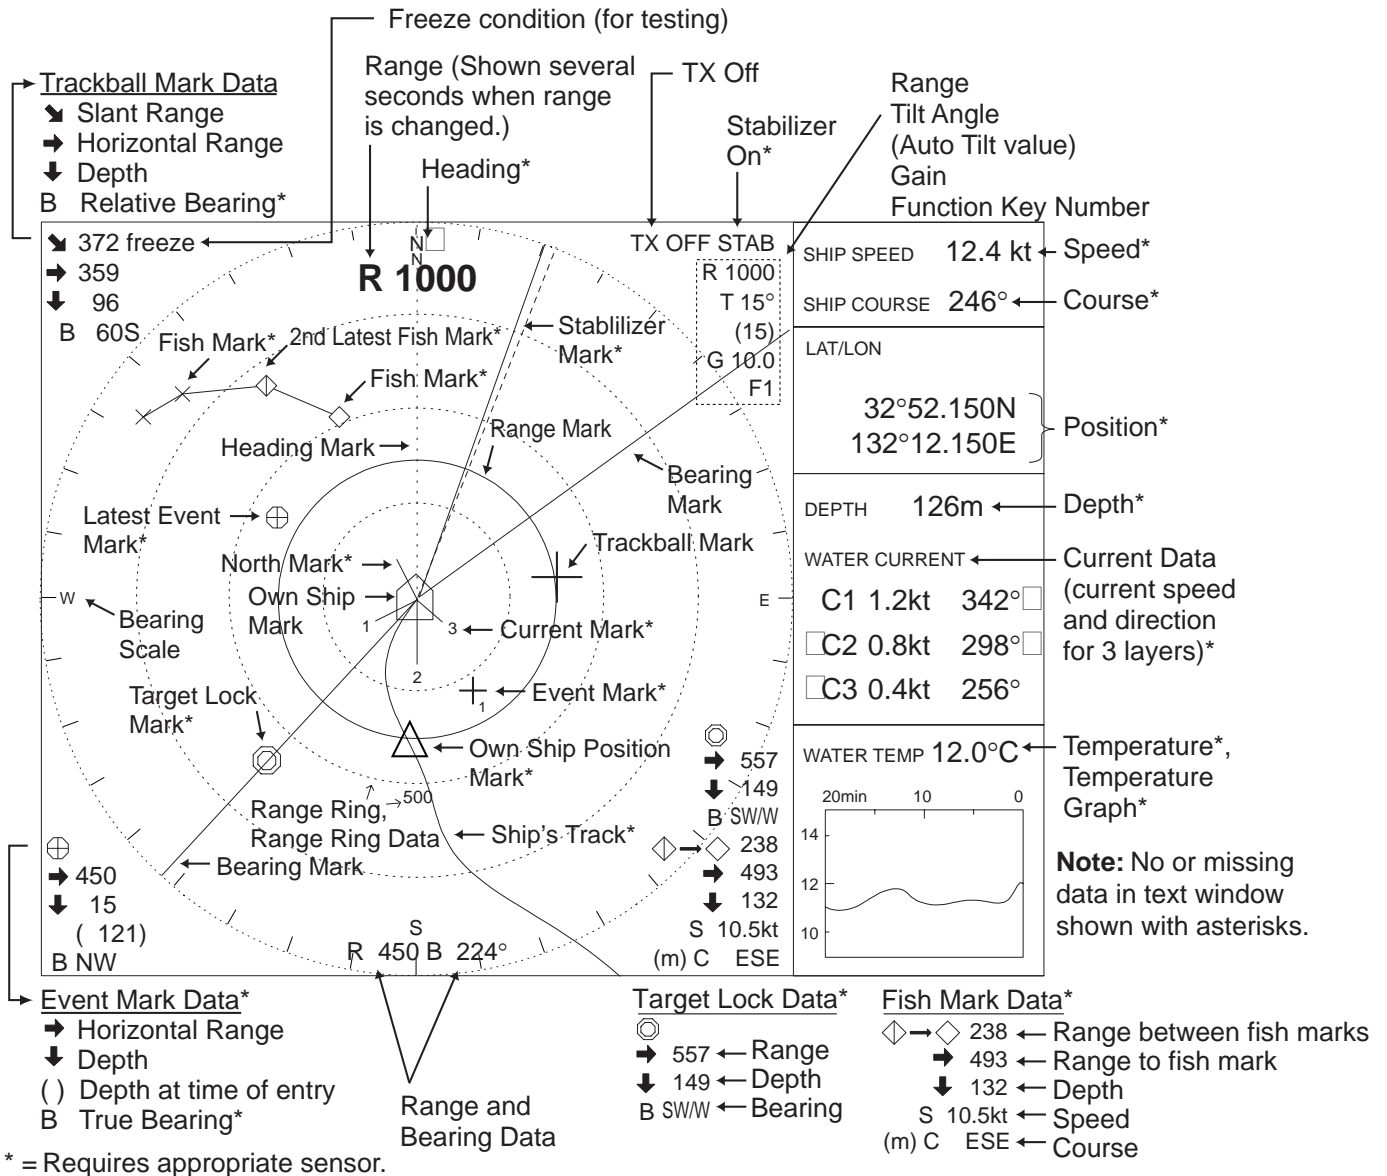 Freeze condition (for testing)
Trackball Mark Data
Slant Range
Horizontal Range
Depth
B Relative Bearing*
Range (Shown several
seconds when range
is changed.)
Heading*
TX Off
Stabilizer
On*
Range
Tilt Angle
(Auto Tilt value)
Gain
Function Key Number
372 freeze
359
96
B 60S
N
N
R 1000
TX OFF STAB
R 1000
T 15°
(15)
G 10.0
F1
SHIP SPEED 12.4 kt
Speed*
SHIP COURSE 246°
Course*
LAT/LON
32°52.150N
132°12.150E
Position*
DEPTH 126m
Depth*
WATER CURRENT
Current Data
(current speed
and direction
for 3 layers)*
C1 1.2kt 342°
C2 0.8kt 298°
C3 0.4kt 256°
WATER TEMP 12.0°C
Temperature*,
Temperature
Graph*
20min 10 0
14
12
10
Note: No or missing
data in text window
shown with asterisks.
Fish Mark*
2nd Latest Fish Mark*
Fish Mark*
Stablilizer
Mark*
Heading Mark
Range Mark
Bearing
Mark
Latest Event
Mark*
Trackball Mark
North Mark*
Own Ship
Mark
W
E
Bearing
Scale
1
3
2
Current Mark*
Target Lock
Mark*
Event Mark*
1
Own Ship Position
Mark*
500
Range Ring,
Range Ring Data
Ship's Track*
Bearing Mark
557
149
B SW/W
238
493
132
S 10.5kt
(m) C ESE
450
15
( 121)
B NW
S
R 450 B 224°
Event Mark Data*
Horizontal Range
Depth
( ) Depth at time of entry
B True Bearing*
Range and
Bearing Data
Target Lock Data*
557 Range
149 Depth
B SW/W Bearing
Fish Mark Data*
238 Range between fish marks
493 Range to fish mark
132 Depth
S 10.5kt Speed
(m) C ESE Course
* = Requires appropriate sensor.